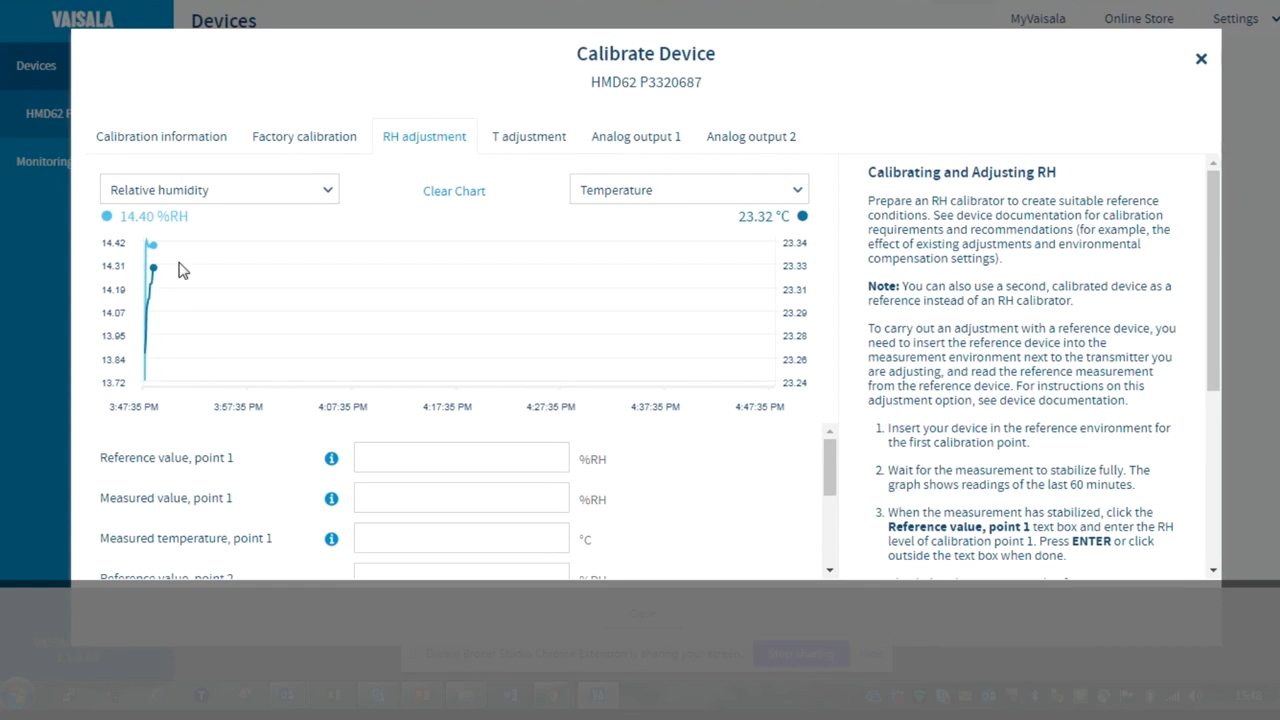 VAISALA
Devices
MyVaisala
Online Store
Settings
Devices
HMD62 P
Monitoring
Calibrate Device
HMD62 P3320687
Calibration information
Factory calibration
RH adjustment
T adjustment
Analog output 1
Analog output 2
Relative humidity
Clear Chart
Temperature
14.40 %RH
23.32 °C
14.42
14.31
14.19
14.07
13.95
13.84
13.72
23.34
23.33
23.31
23.29
23.28
23.26
23.24
3:47:35 PM
3:57:35 PM
4:07:35 PM
4:17:35 PM
4:27:35 PM
4:37:35 PM
4:47:35 PM
Reference value, point 1
%RH
Measured value, point 1
%RH
Measured temperature, point 1
°C
Reference value, point 2
%RH
Calibrating and Adjusting RH
Prepare an RH calibrator to create suitable reference
conditions. See device documentation for calibration
requirements and recommendations (for example, the
effect of existing adjustments and environmental
compensation settings).
Note: You can also use a second, calibrated device as a
reference instead of an RH calibrator.
To carry out an adjustment with a reference device, you
need to insert the reference device into the
measurement environment next to the transmitter you
are adjusting, and read the reference measurement
from the reference device. For instructions on this
adjustment option, see device documentation.
1. Insert your device in the reference environment for
the first calibration point.
2. Wait for the measurement to stabilize fully. The
graph shows readings of the last 60 minutes.
3. When the measurement has stabilized, click the
Reference value, point 1 text box and enter the RH
level of calibration point 1. Press ENTER or click
outside the text box when done.
Close
Stop sharing
Hide